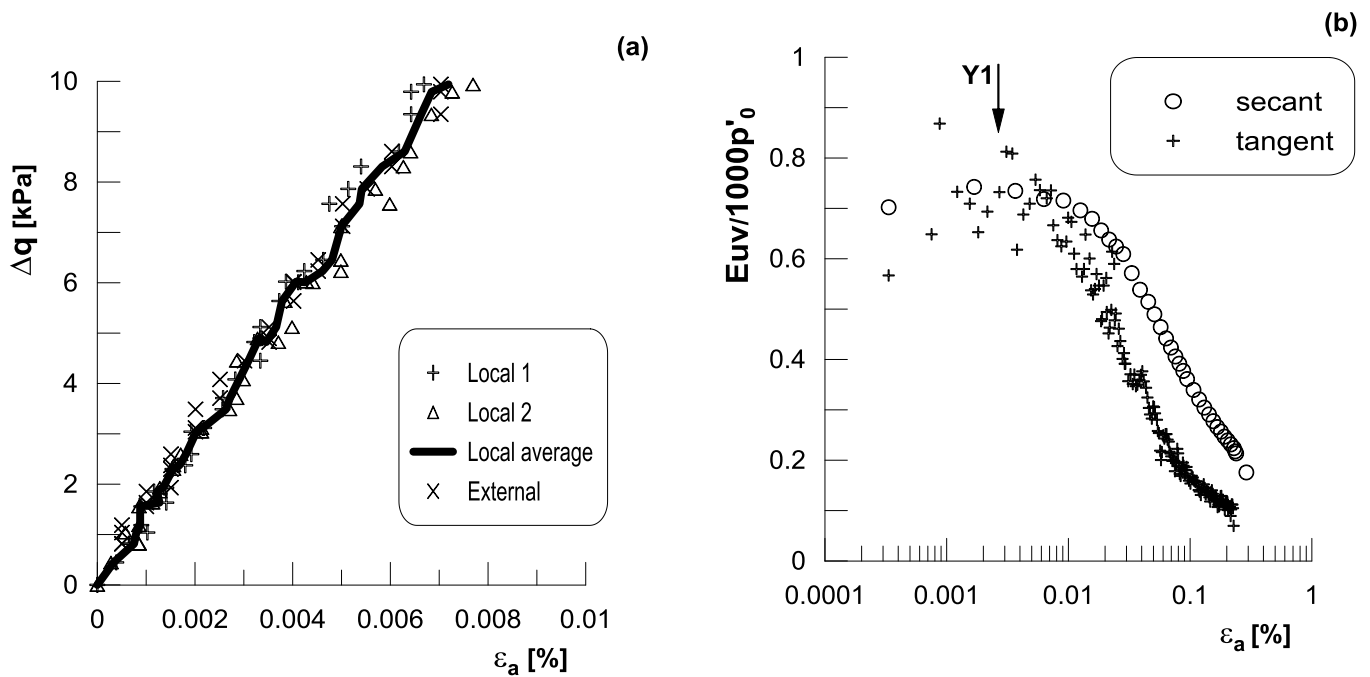 (a)
Δq [kPa]
10
8
6
4
2
0
0 0.002 0.004 0.006 0.008 0.01
εa [%]
Local 1
Local 2
Local average
External
(b)
Euv/1000p'0
1
0.8
0.6
0.4
0.2
0
0.0001 0.001 0.01 0.1 1
εa [%]
Y1
secant
tangent